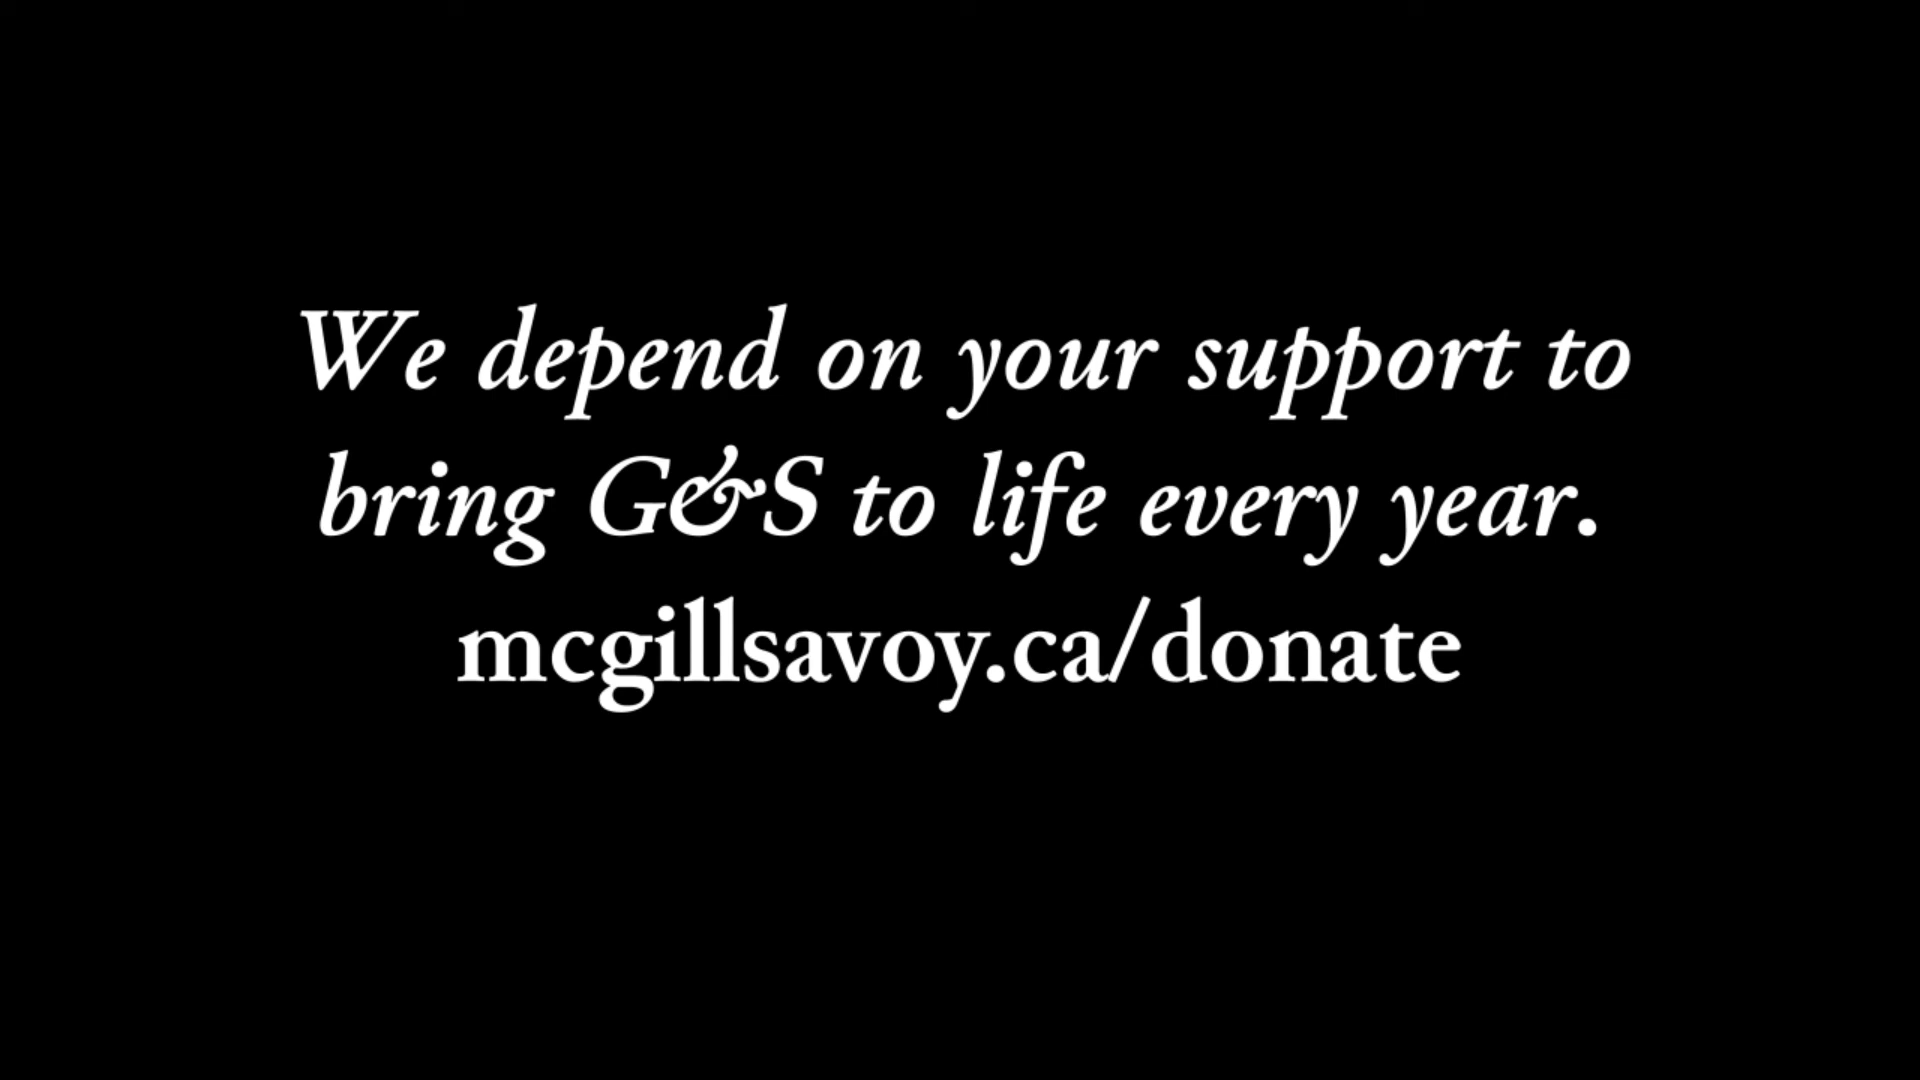 We depend on your support to
bring G&S to life every year.
mcgillsavoy.ca/donate